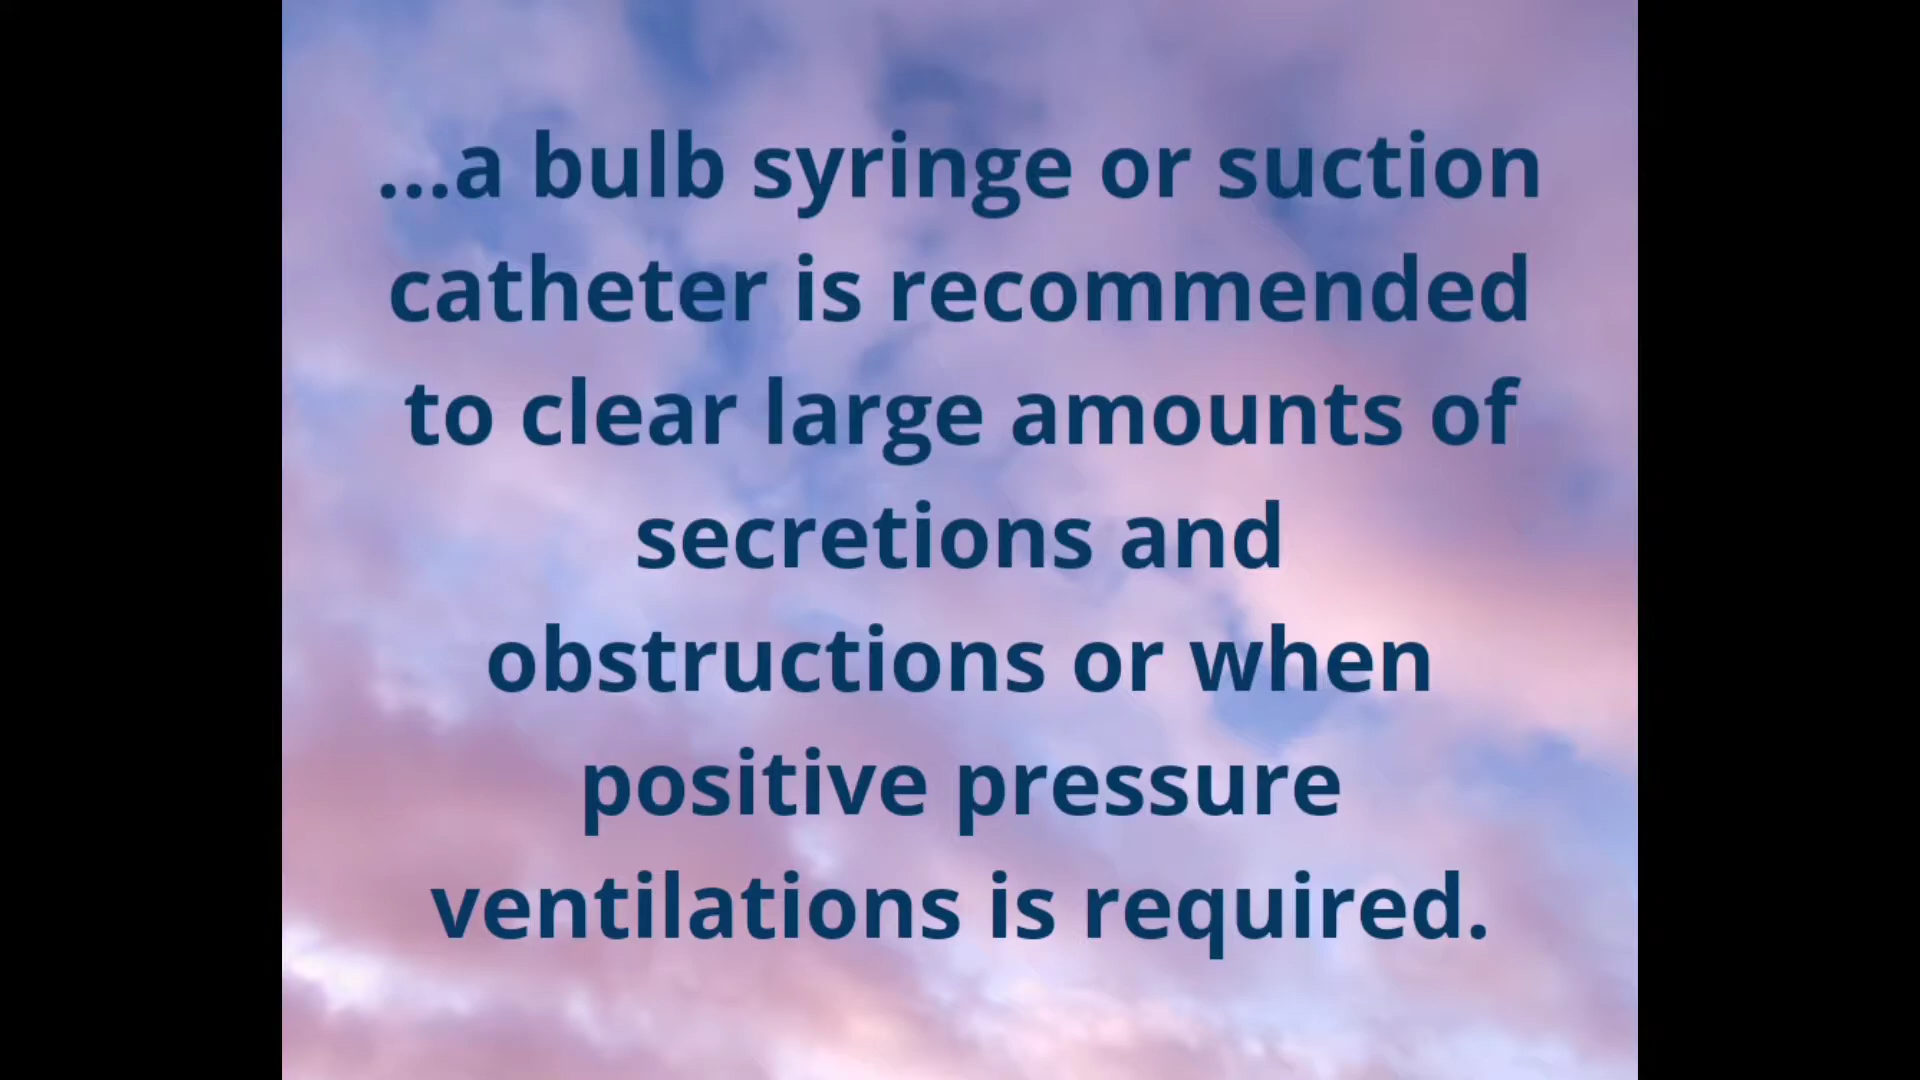 ...a bulb syringe or suction
catheter is recommended
to clear large amounts of
secretions and
obstructions or when
positive pressure
ventilations is required.